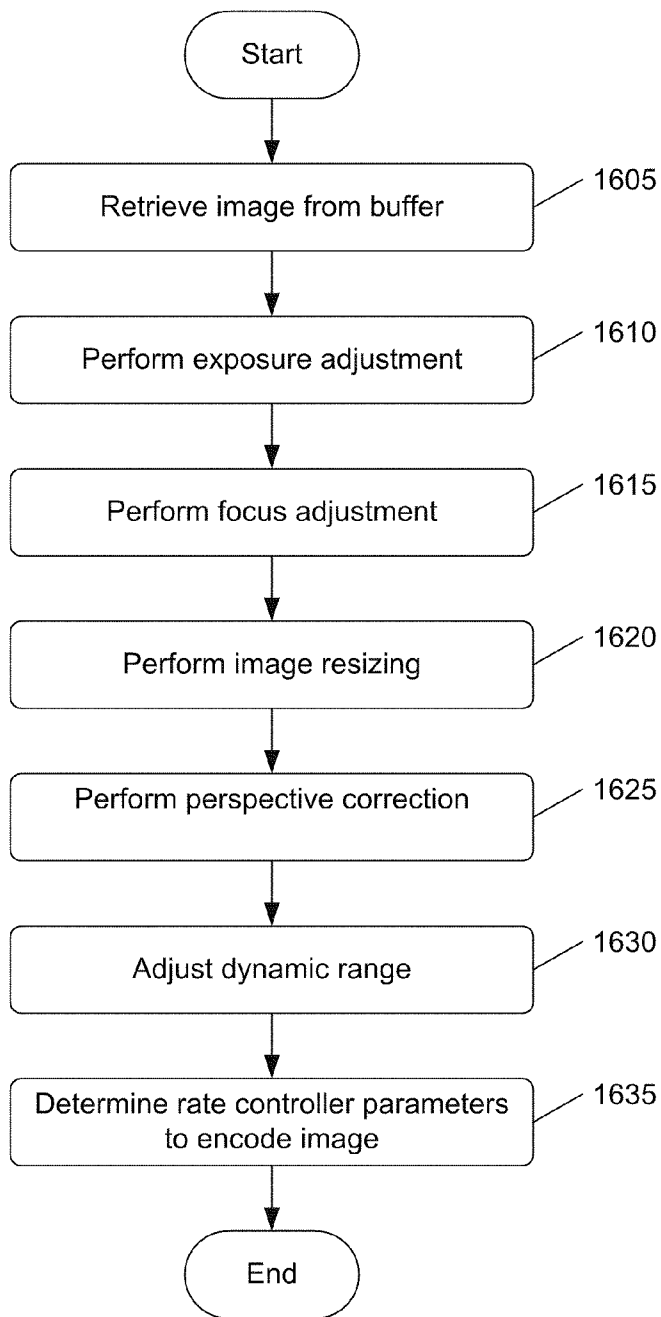 Start
Retrieve image from buffer
1605
Perform exposure adjustment
1610
Perform focus adjustment
1615
Perform image resizing
1620
Perform perspective correction
1625
Adjust dynamic range
1630
Determine rate controller parameters
to encode image
1635
End